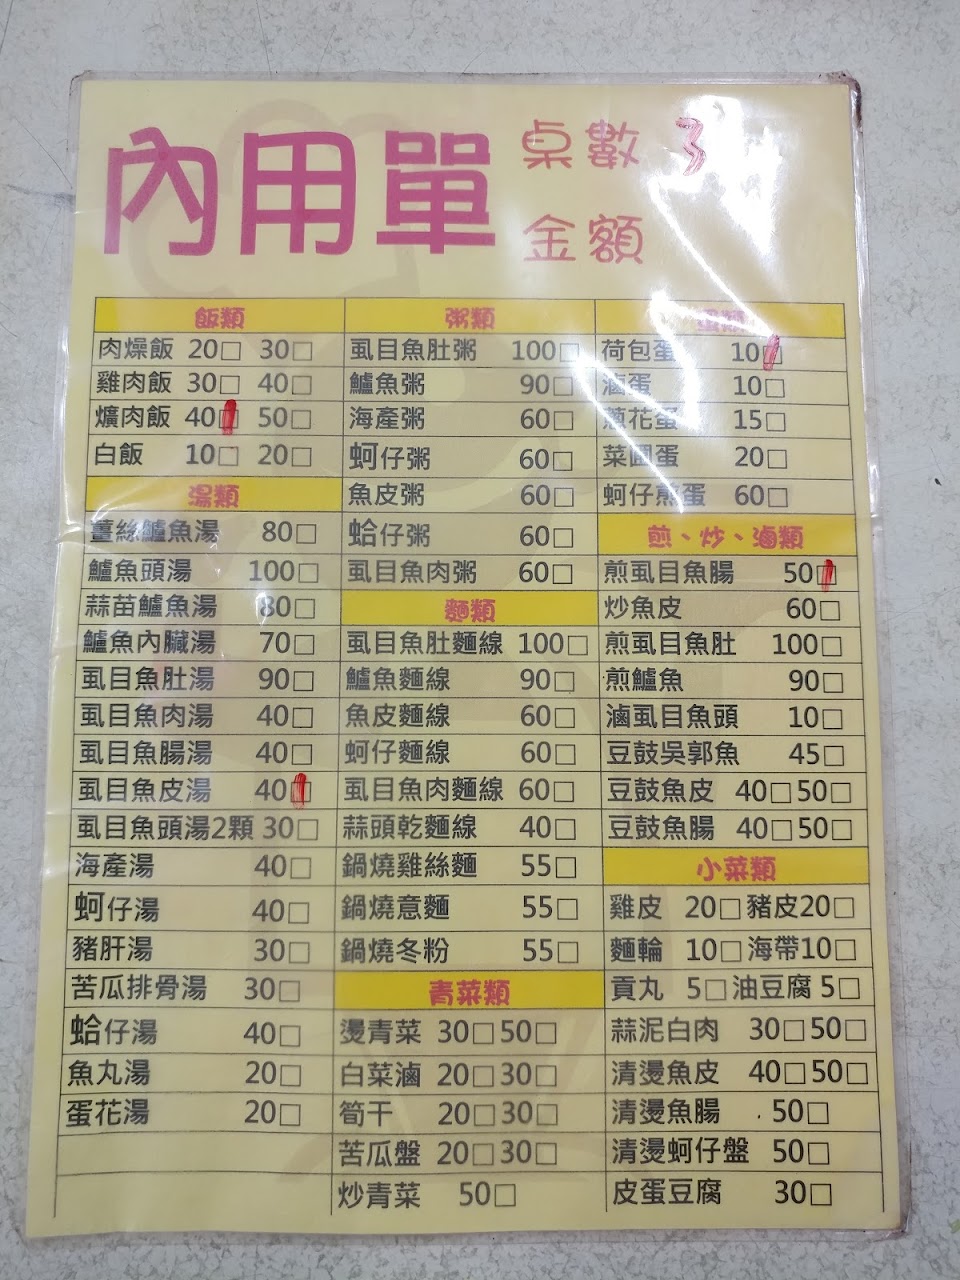 內用單
桌數 3
金額
飯類
肉燥飯 20□ 30□
雞肉飯 30□ 40□
爌肉飯 40□ 50□
白飯 10□ 20□
湯類
薑絲鱸魚湯 80□
鱸魚頭湯 100□
蒜苗鱸魚湯 80□
鱸魚內臟湯 70□
虱目魚肚湯 90□
虱目魚肉湯 40□
虱目魚腸湯 40□
虱目魚皮湯 40□
虱目魚頭湯2顆 30□
海產湯 40□
蚵仔湯 40□
豬肝湯 30□
苦瓜排骨湯 30□
蛤仔湯 40□
魚丸湯 20□
蛋花湯 20□
粥類
虱目魚肚粥 100□
鱸魚粥 90□
海產粥 60□
蚵仔粥 60□
魚皮粥 60□
蛤仔粥 60□
虱目魚肉粥 60□
麵類
虱目魚肚麵線 100□
鱸魚麵線 90□
魚皮麵線 60□
蚵仔麵線 60□
虱目魚肉麵線 60□
蒜頭乾麵線 40□
鍋燒雞絲麵 55□
鍋燒意麵 55□
鍋燒冬粉 55□
青菜類
燙青菜 30□50□
白菜滷 20□30□
筍干 20□30□
苦瓜盤 20□30□
炒青菜 50□
蛋類
荷包蛋 10□
滷蛋 10□
蔥花蛋 15□
菜脯蛋 20□
蚵仔煎蛋 60□
煎、炒、滷類
煎虱目魚腸 50□
炒魚皮 60□
煎虱目魚肚 100□
煎鱸魚 90□
滷虱目魚頭 10□
豆鼓吳郭魚 45□
豆鼓魚皮 40□50□
豆鼓魚腸 40□50□
小菜類
雞皮 20□豬皮20□
麵輪 10□海帶10□
貢丸 5□油豆腐 5□
蒜泥白肉 30□50□
清燙魚皮 40□50□
清燙魚腸 50□
清燙蚵仔盤 50□
皮蛋豆腐 30□